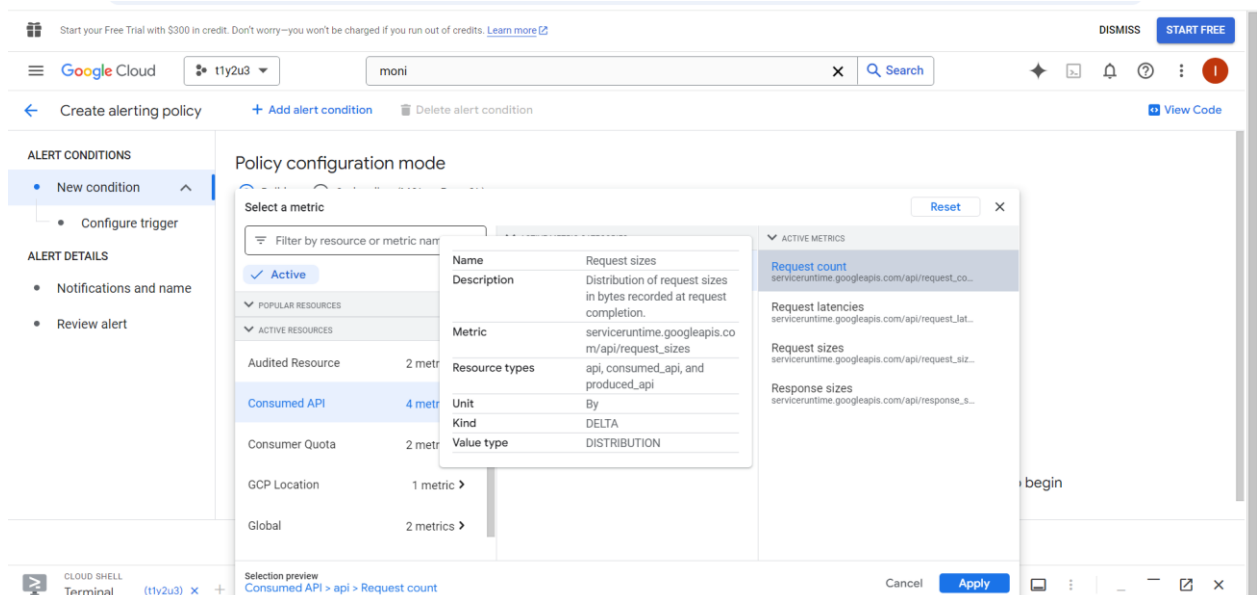 Start your Free Trial with $300 in credit. Don't worry—you won't be charged if you run out of credits. Learn more
DISMISS
START FREE
Google Cloud
t1y2u3
moni
Search
I
Create alerting policy
+ Add alert condition
Delete alert condition
View Code
ALERT CONDITIONS
New condition
Configure trigger
ALERT DETAILS
Notifications and name
Review alert
Policy configuration mode
Select a metric
Reset
Filter by resource or metric nam
Active
POPULAR RESOURCES
ACTIVE RESOURCES
Audited Resource 2 metr
Consumed API 4 metr
Consumer Quota 2 metr
GCP Location 1 metric
Global 2 metrics
Name Request sizes
Description Distribution of request sizes
in bytes recorded at request
completion.
Metric serviceruntime.googleapis.co
m/api/request_sizes
Resource types api, consumed_api, and
produced_api
Unit By
Kind DELTA
Value type DISTRIBUTION
ACTIVE METRICS
Request count
serviceruntime.googleapis.com/api/request_co...
Request latencies
serviceruntime.googleapis.com/api/request_lat...
Request sizes
serviceruntime.googleapis.com/api/request_siz...
Response sizes
serviceruntime.googleapis.com/api/response_s...
begin
Selection preview
Consumed API > api > Request count
Cancel
Apply
CLOUD SHELL
Terminal
(t1y2u3)